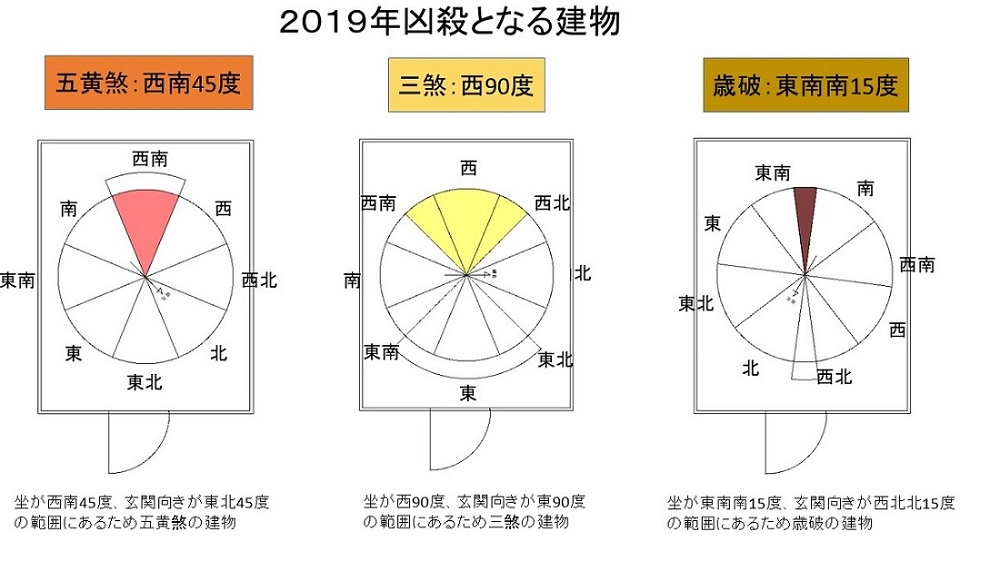 2019年凶殺となる建物
五黄煞:西南45度
三煞:西90度
歳破:東南南15度
西南
南
西
東南
西北
東
北
東北
西
西南
西北
南
北
東南
東北
東
東南
南
東
西南
東北
西
北
西北
坐が西南45度、玄関向きが東北45度
の範囲にあるため五黄煞の建物
坐が西90度、玄関向きが東90度
の範囲にあるため三煞の建物
坐が東南南15度、玄関向きが西北北15度
の範囲にあるため歳破の建物